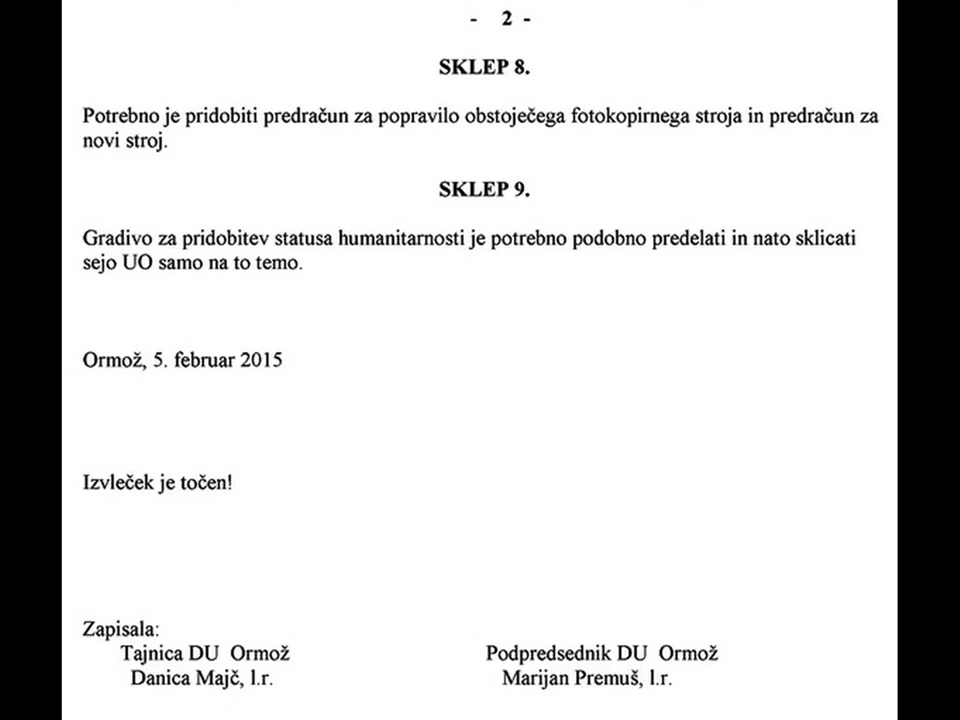 - 2 -
SKLEP 8.
Potrebno je pridobiti predračun za popravilo obstoječega fotokopirnega stroja in predračun za
novi stroj.
SKLEP 9.
Gradivo za pridobitev statusa humanitarnosti je potrebno podobno predelati in nato sklicati
sejo UO samo na to temo.
Ormož, 5. februar 2015
Izvleček je točen!
Zapisala:
Tajnica DU Ormož Podpredsednik DU Ormož
Danica Majč, l.r. Marijan Premuš, l.r.